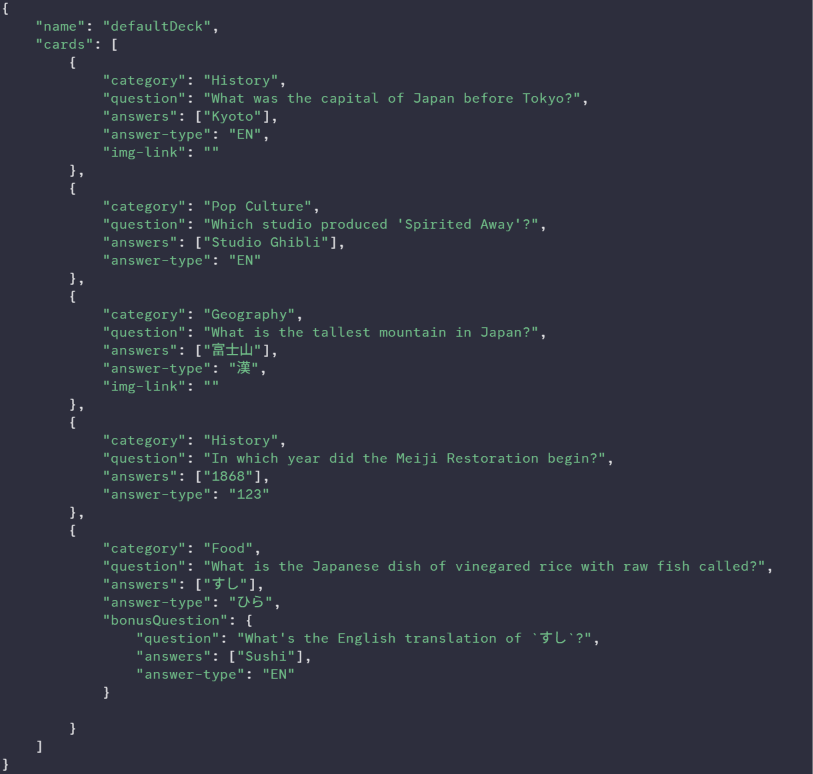 {
    "name": "defaultDeck",
    "cards": [
        {
            "category": "History",
            "question": "What was the capital of Japan before Tokyo?",
            "answers": ["Kyoto"],
            "answer-type": "EN",
            "img-link": ""
        },
        {
            "category": "Pop Culture",
            "question": "Which studio produced 'Spirited Away'?",
            "answers": ["Studio Ghibli"],
            "answer-type": "EN"
        },
        {
            "category": "Geography",
            "question": "What is the tallest mountain in Japan?",
            "answers": ["富士山"],
            "answer-type": "漢",
            "img-link": ""
        },
        {
            "category": "History",
            "question": "In which year did the Meiji Restoration begin?",
            "answers": ["1868"],
            "answer-type": "123"
        },
        {
            "category": "Food",
            "question": "What is the Japanese dish of vinegared rice with raw fish called?",
            "answers": ["すし"],
            "answer-type": "ひら",
            "bonusQuestion": {
                "question": "What's the English translation of `すし`?",
                "answers": ["Sushi"],
                "answer-type": "EN"
            }

        }
    ]
}